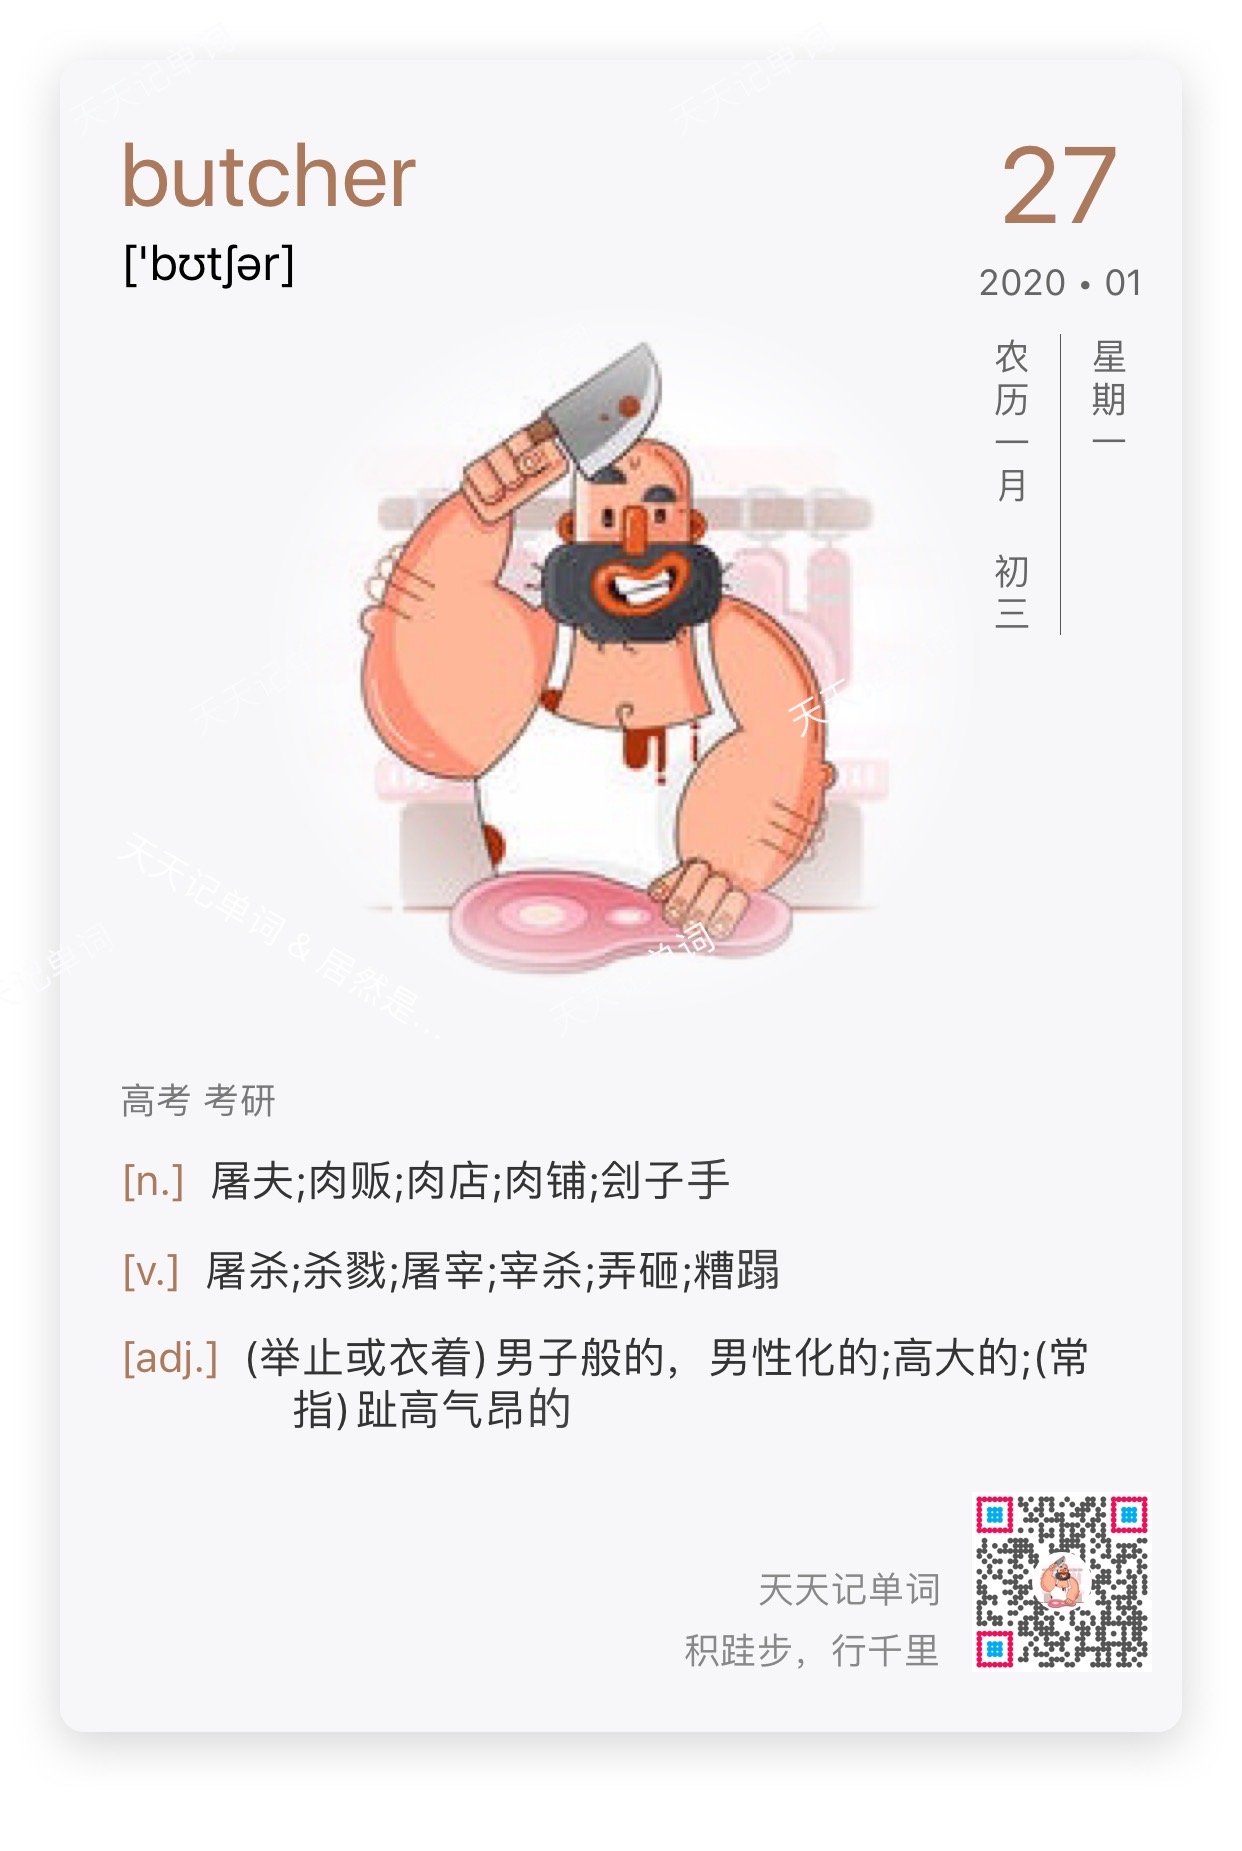 butcher
['bʊtʃər]
27
2020 • 01
星期一
农历一月 初三
天天记单词 & 居然是...
高考 考研
[n.] 屠夫;肉贩;肉店;肉铺;刽子手
[v.] 屠杀;杀戮;屠宰;宰杀;弄砸;糟蹋
[adj.] (举止或衣着)男子般的，男性化的;高大的;(常
指)趾高气昂的
天天记单词
积跬步，行千里